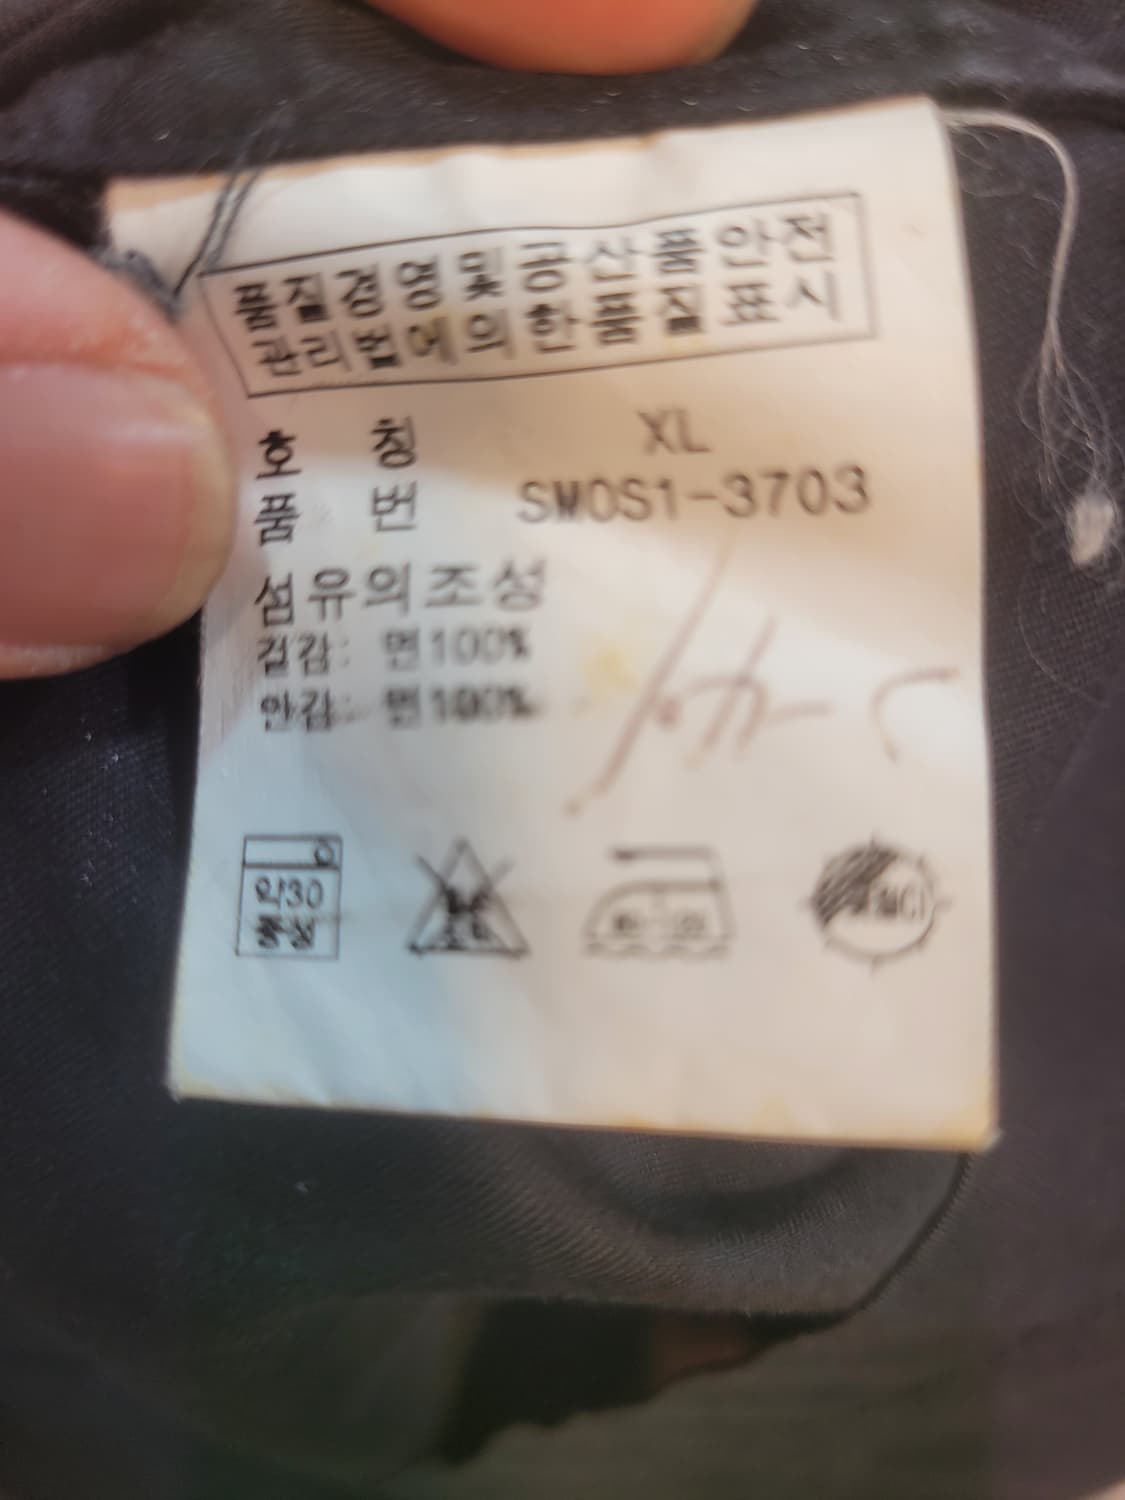 품질경영및공산품안전
관리법에의한품질표시
호 칭 XL
품 번 SMOS1-3703
섬유의조성
겉감: 면100%
안감: 면100%
약30
중성